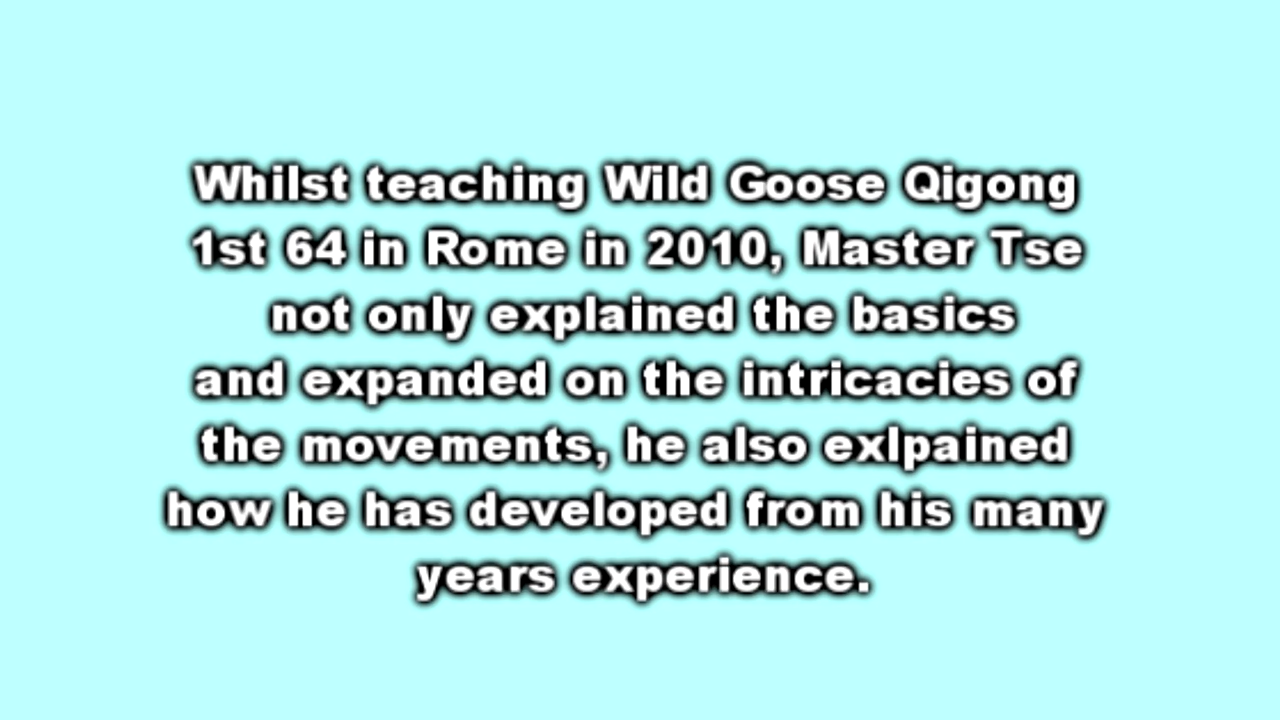 Whilst teaching Wild Goose Qigong
1st 64 in Rome in 2010, Master Tse
not only explained the basics
and expanded on the intricacies of
the movements, he also exlpained
how he has developed from his many
years experience.